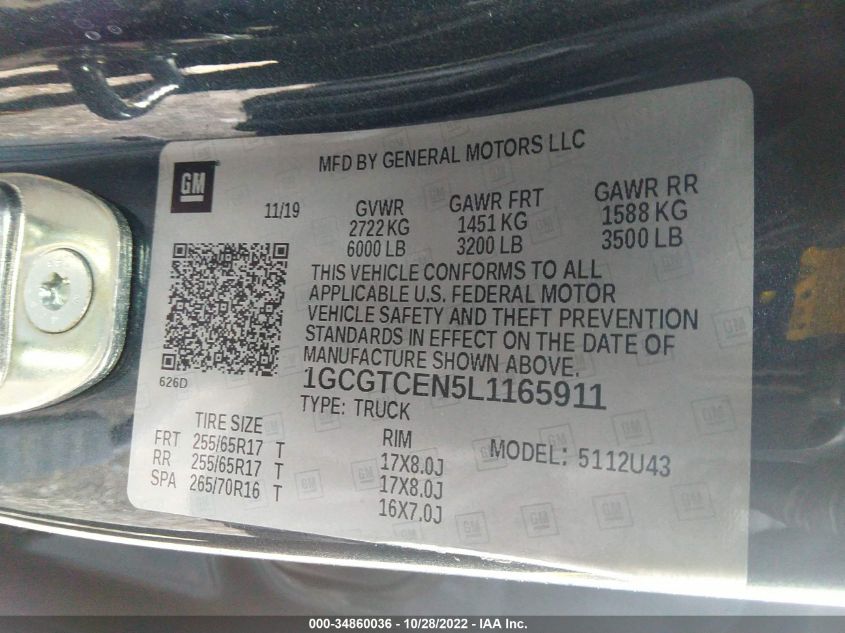 GM
MFD BY GENERAL MOTORS LLC
11/19
GVWR GAWR FRT GAWR RR
2722 KG 1451 KG 1588 KG
6000 LB 3200 LB 3500 LB
THIS VEHICLE CONFORMS TO ALL
APPLICABLE U.S. FEDERAL MOTOR
VEHICLE SAFETY AND THEFT PREVENTION
STANDARDS IN EFFECT ON THE DATE OF
MANUFACTURE SHOWN ABOVE.
626D
1GCGTCEN5L1165911
TYPE: TRUCK
TIRE SIZE RIM
FRT 255/65R17 T 17X8.0J
RR 255/65R17 T 17X8.0J
SPA 265/70R16 T 16X7.0J
MODEL: 5112U43
000-34860036 - 10/28/2022 - IAA Inc.